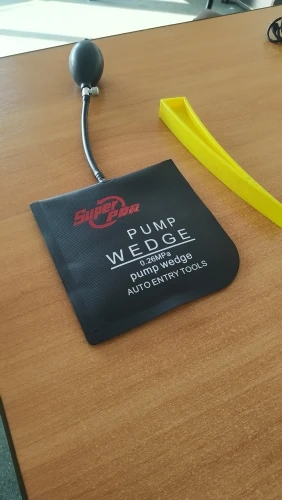 Super PDR
PUMP
WEDGE
0.26MPa
pump wedge
AUTO ENTRY TOOLS